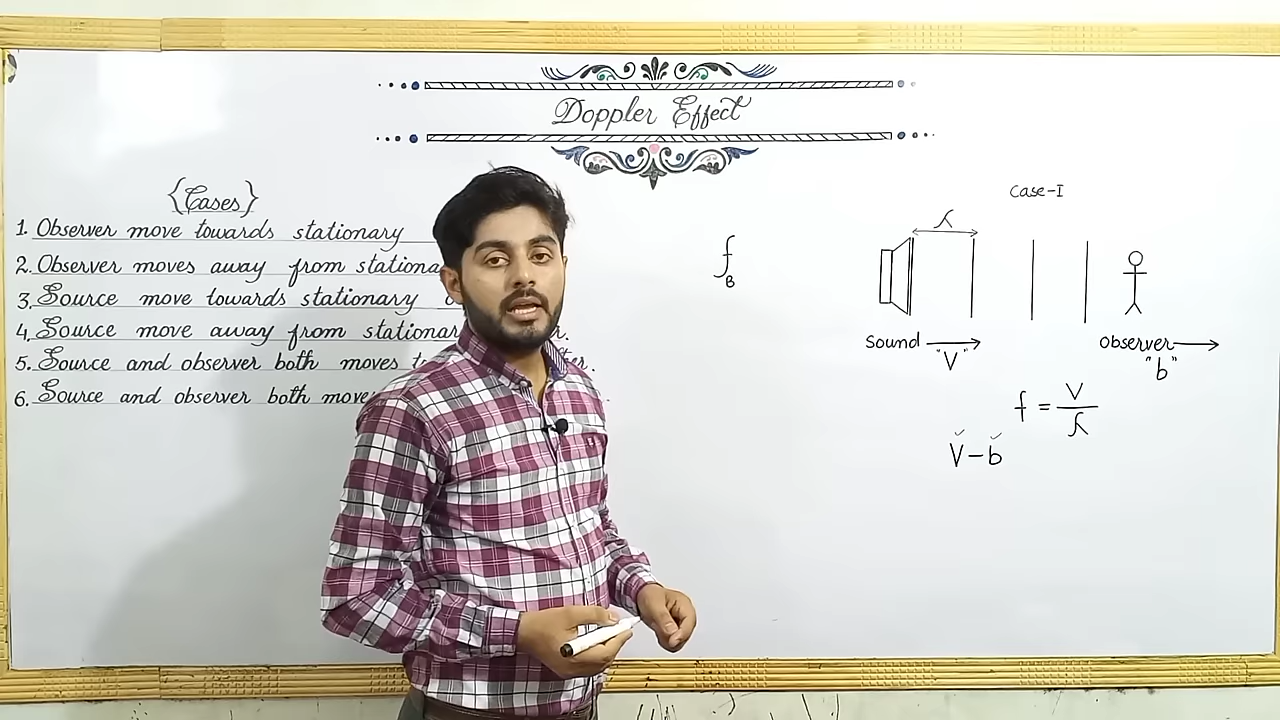 Doppler Effect
{Cases}
1. Observer move towards stationary
2. Observer moves away from stationa
3. Source move towards stationary
4. Source move away from stationar r.
5. Source and observer both moves t ter.
6. Source and observer both move
f
B
Case-I
λ
Sound "V"
Observer "b"
f = V/λ
V - b